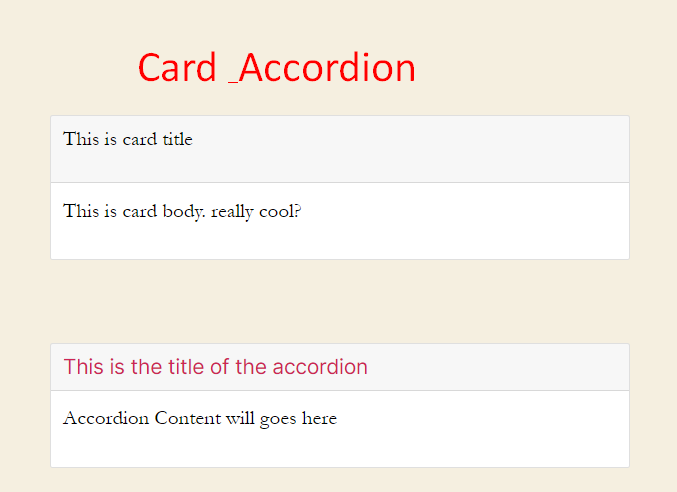 Card _Accordion
This is card title
This is card body. really cool?
This is the title of the accordion
Accordion Content will goes here